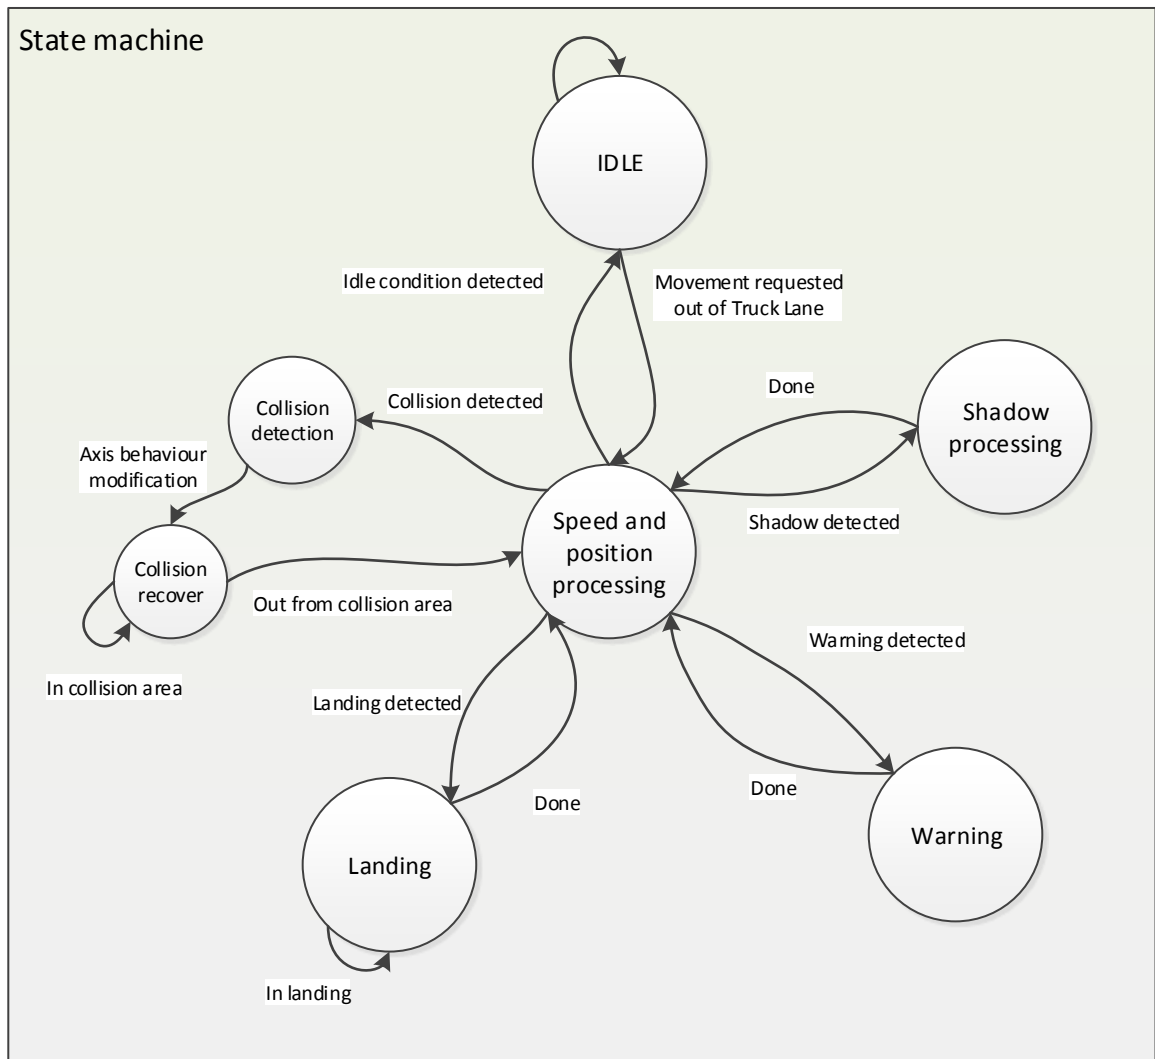 State machine
IDLE
Idle condition detected
Movement requested
out of Truck Lane
Done
Shadow
processing
Collision
detection
Collision detected
Axis behaviour
modification
Shadow detected
Speed and
position
processing
Collision
recover
Out from collision area
Warning detected
In collision area
Landing detected
Done
Done
Warning
Landing
In landing